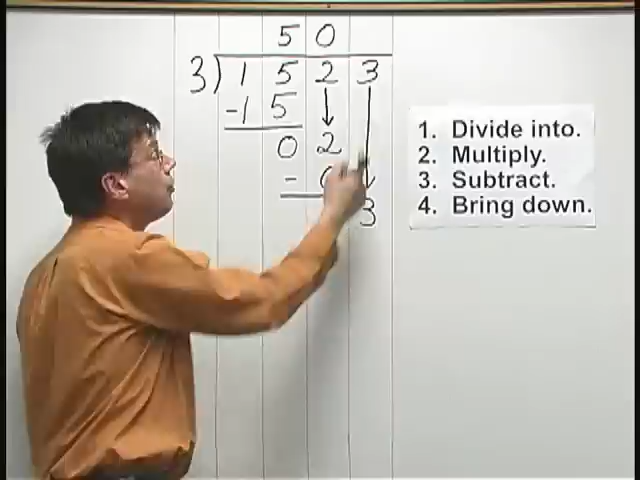 5 0
3) 1 5 2 3
-1 5
0 2
-
3
1. Divide into.
2. Multiply.
3. Subtract.
4. Bring down.